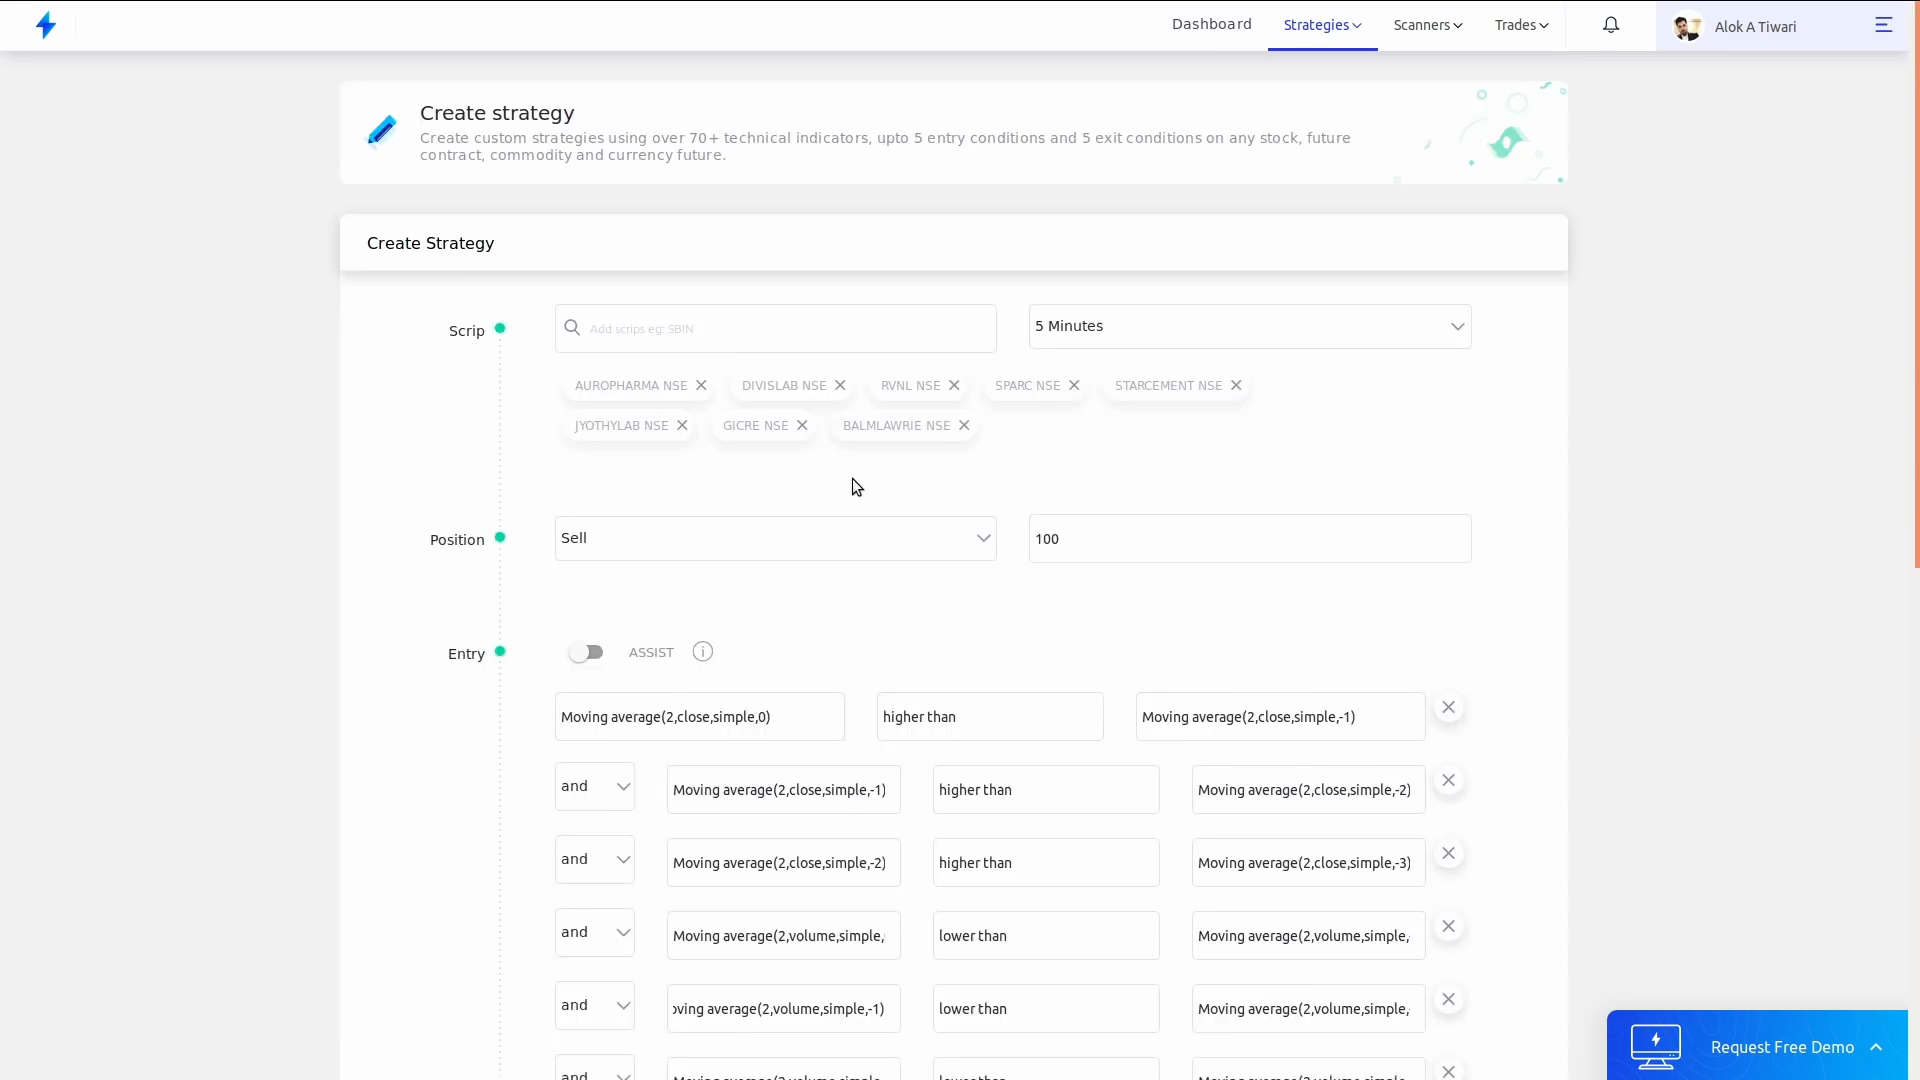 Dashboard Strategies Scanners Trades Alok A Tiwari
Create strategy
Create custom strategies using over 70+ technical indicators, upto 5 entry conditions and 5 exit conditions on any stock, future
contract, commodity and currency future.
Create Strategy
Scrip Add scrips eg: SBIN 5 Minutes
AUROPHARMA NSE DIVISLAB NSE RVNL NSE SPARC NSE STARCEMENT NSE
JYOTHYLAB NSE GICRE NSE BALMLAWRIE NSE
Position Sell 100
Entry ASSIST
Moving average(2,close,simple,0) higher than Moving average(2,close,simple,-1)
and Moving average(2,close,simple,-1) higher than Moving average(2,close,simple,-2)
and Moving average(2,close,simple,-2) higher than Moving average(2,close,simple,-3)
and Moving average(2,volume,simple, lower than Moving average(2,volume,simple,
and oving average(2,volume,simple,-1) lower than Moving average(2,volume,simple,
Request Free Demo